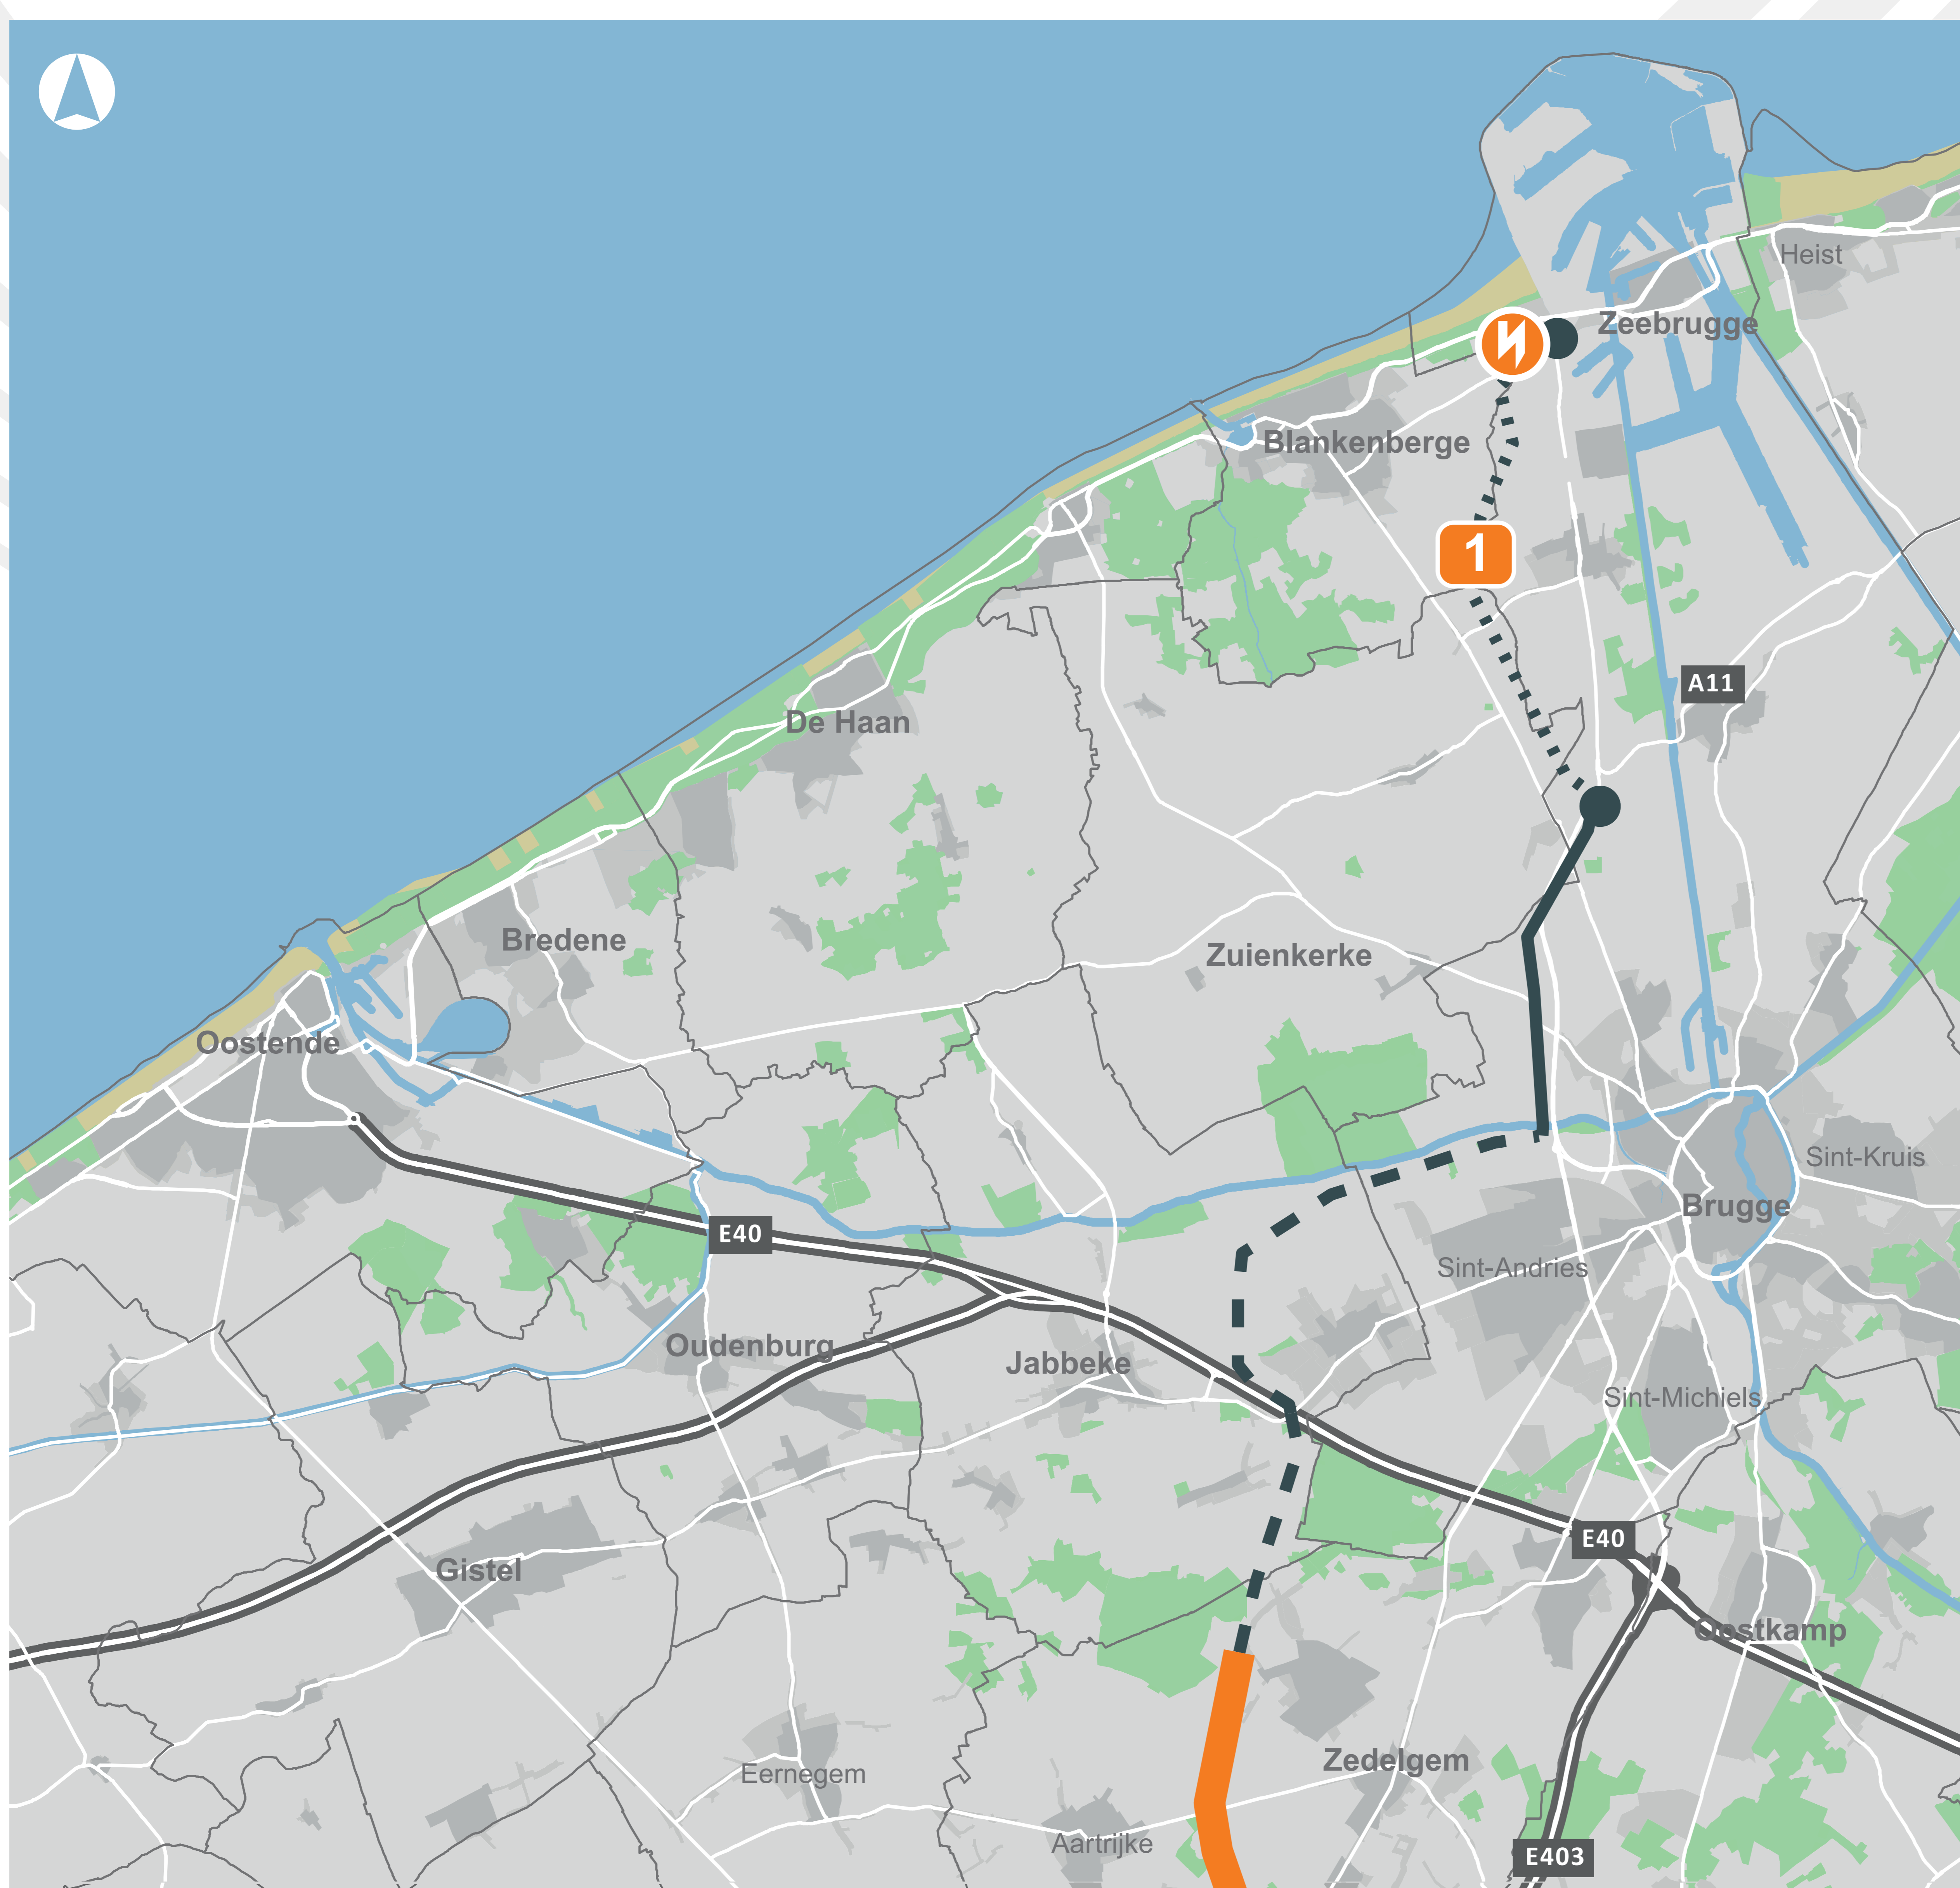 Heist
Zeebrugge
Blankenberge
1
A11
De Haan
Bredene
Zuienkerke
Oostende
Sint-Kruis
Brugge
E40
Sint-Andries
Oudenburg
Jabbeke
Sint-Michiels
E40
Gistel
Oostkamp
Zedelgem
Eernegem
Aartrijke
E403